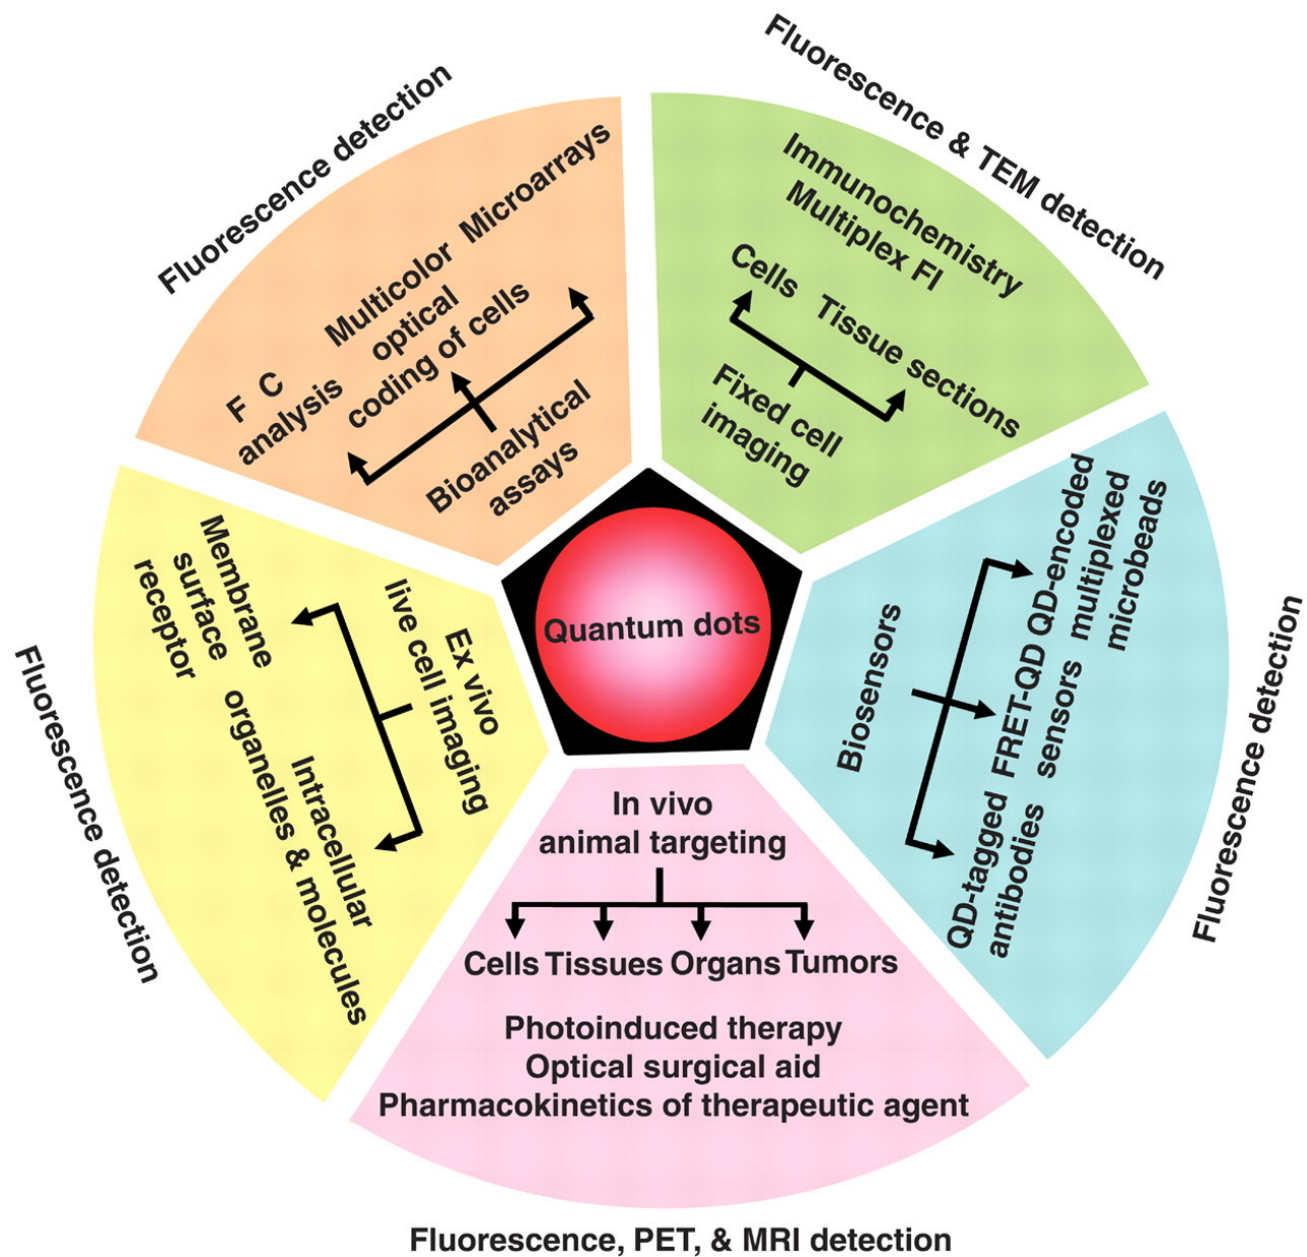 Fluorescence detection
Microarrays
Multicolor
optical
coding of cells
F C
analysis
Bioanalytical
assays
Fluorescence & TEM detection
Immunochemistry
Multiplex FI
Cells
Tissue sections
Fixed cell
imaging
Fluorescence detection
QD-encoded
multiplexed
microbeads
FRET-QD
sensors
QD-tagged
antibodies
Biosensors
Quantum dots
Fluorescence detection
Membrane
surface
receptor
Ex vivo
live cell imaging
Intracellular
organelles & molecules
In vivo
animal targeting
Cells Tissues Organs Tumors
Photoinduced therapy
Optical surgical aid
Pharmacokinetics of therapeutic agent
Fluorescence, PET, & MRI detection